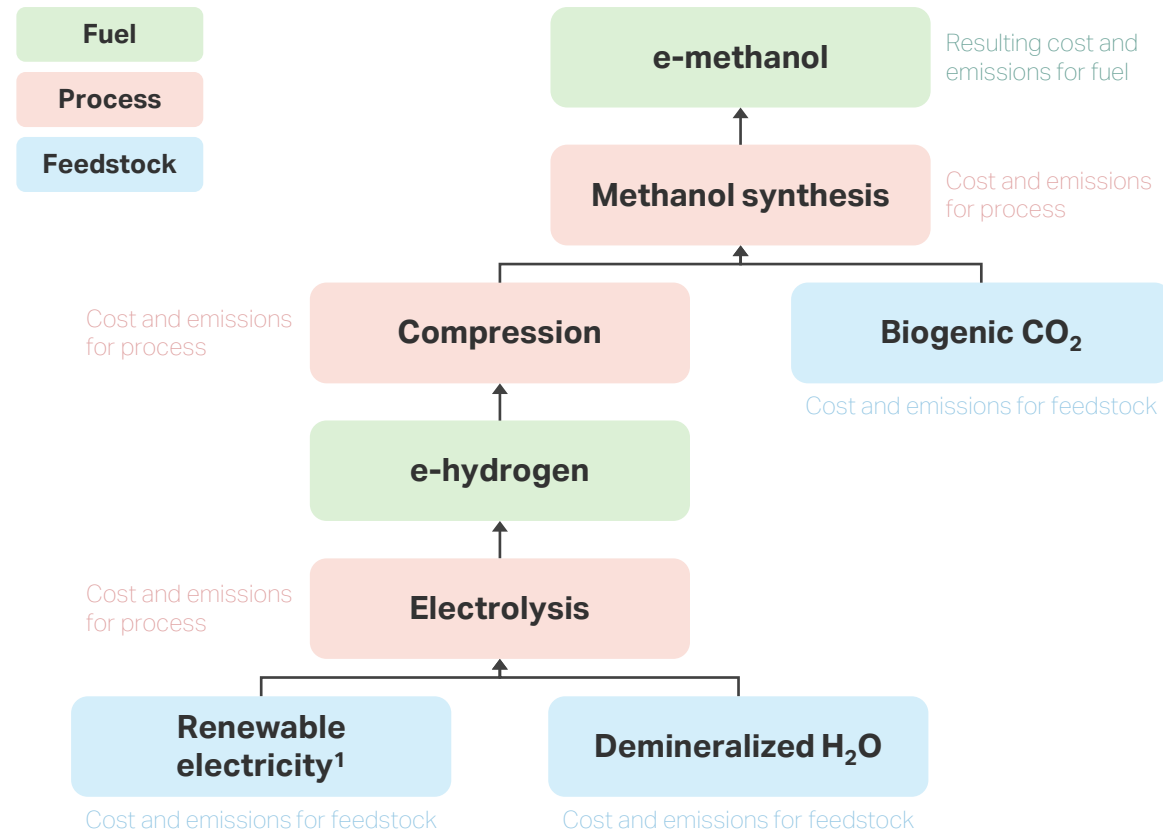 Fuel
Process
Feedstock
e-methanol
Resulting cost and
emissions for fuel
Methanol synthesis
Cost and emissions
for process
Cost and emissions
for process
Compression
Biogenic CO₂
Cost and emissions for feedstock
e-hydrogen
Cost and emissions
for process
Electrolysis
Renewable
electricity¹
Demineralized H₂O
Cost and emissions for feedstock
Cost and emissions for feedstock